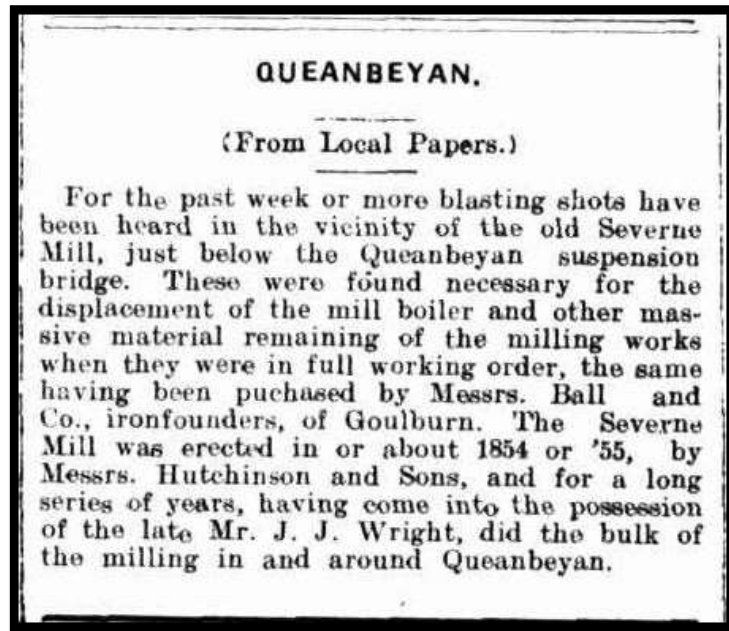 QUEANBEYAN.
(From Local Papers.)
For the past week or more blasting shots have
been heard in the vicinity of the old Severne
Mill, just below the Queanbeyan suspension
bridge. These were found necessary for the
displacement of the mill boiler and other mas-
sive material remaining of the milling works
when they were in full working order, the same
having been puchased by Messrs. Ball and
Co., ironfounders, of Goulburn. The Severne
Mill was erected in or about 1854 or '55, by
Messrs. Hutchinson and Sons, and for a long
series of years, having come into the possession
of the late Mr. J. J. Wright, did the bulk of
the milling in and around Queanbeyan.